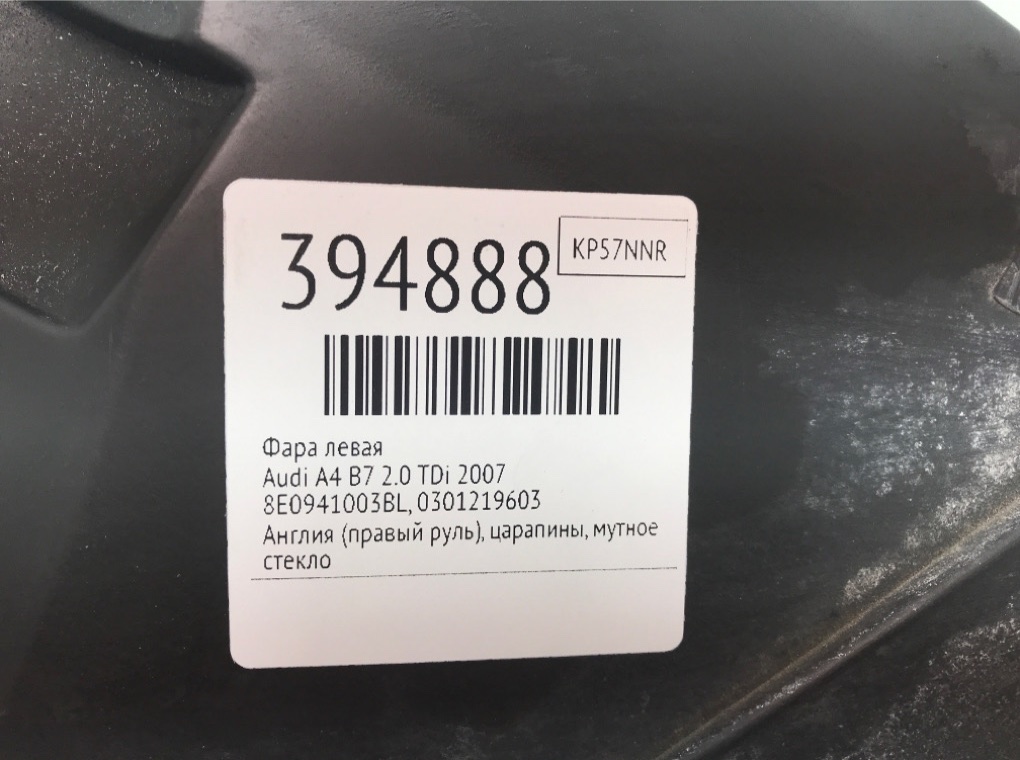 394888
KP57NNR
Фара левая
Audi A4 B7 2.0 TDi 2007
8E0941003BL, 0301219603
Англия (правый руль), царапины, мутное
стекло